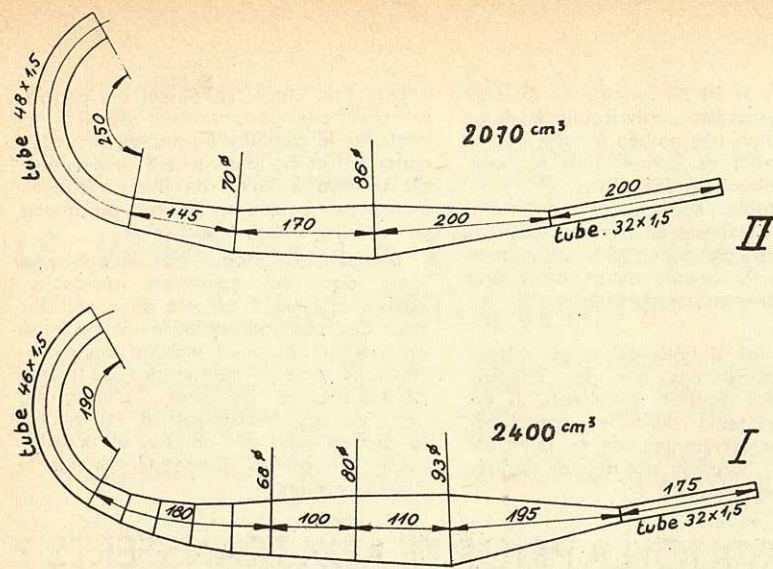 tube 48x1,5
250
70ø
86ø
2070 cm³
145
170
200
200
tube. 32x1,5
II
tube 46x1,5
190
68ø
80ø
93ø
2400 cm³
I
180
100
110
195
175
tube 32x1,5